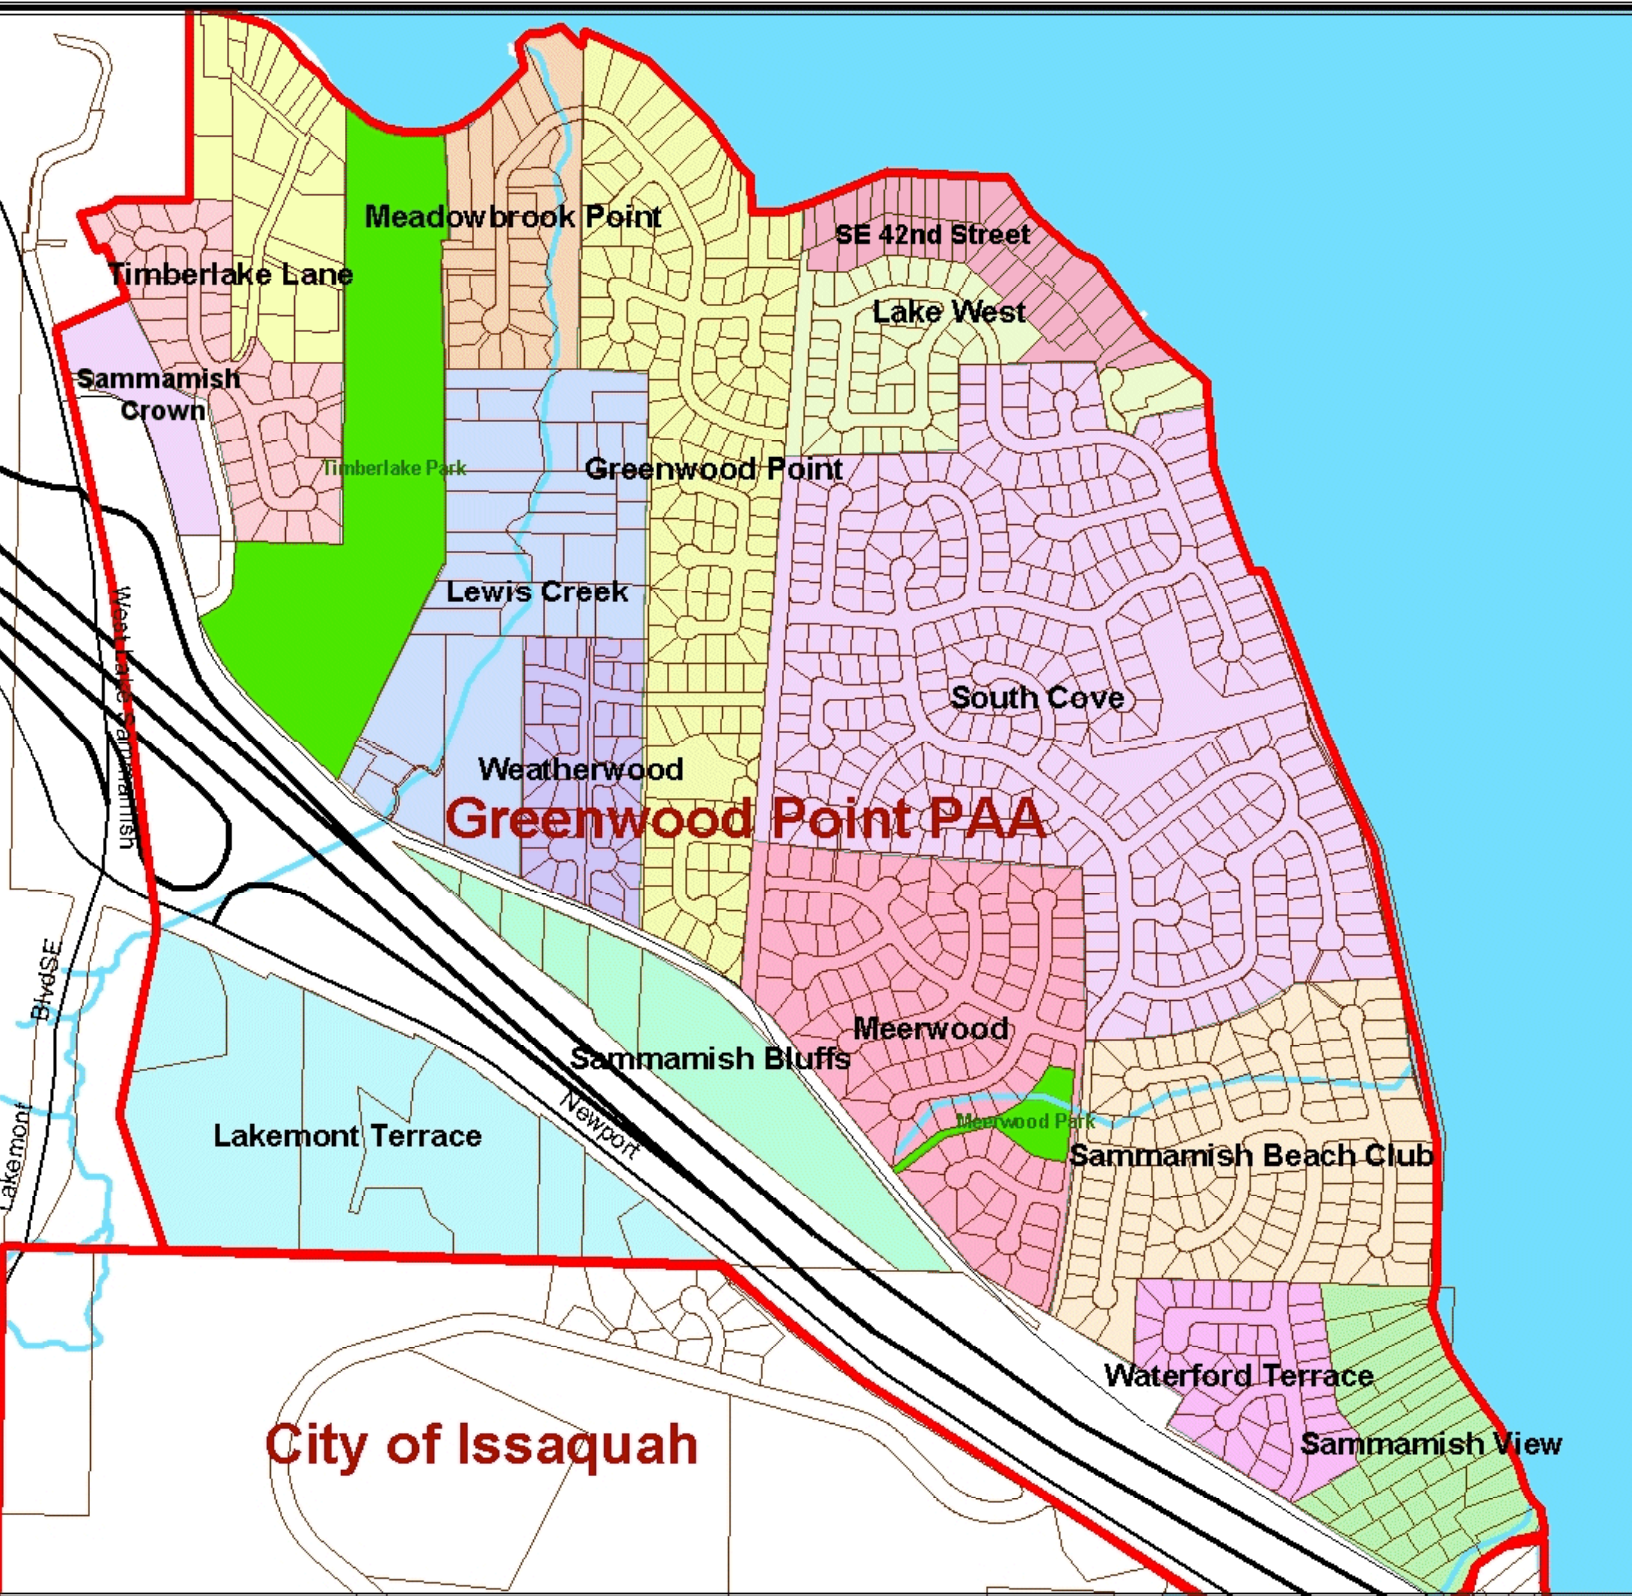 Meadowbrook Point
SE 42nd Street
Timberlake Lane
Lake West
Sammamish
Crown
Timberlake Park
Greenwood Point
Lewis Creek
West Lake Sammamish
South Cove
Weatherwood
Greenwood Point PAA
Blvd SE
Meerwood
Sammamish Bluffs
Newport
Meerwood Park
Lakemont Terrace
Lakemont
Sammamish Beach Club
Waterford Terrace
City of Issaquah
Sammamish View